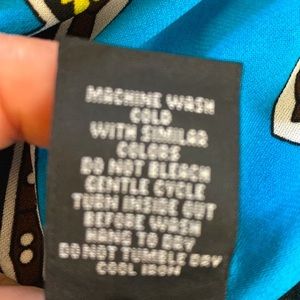 MACHINE WASH
COLD
WITH SIMILAR
COLORS
DO NOT BLEACH
GENTLE CYCLE
TURN INSIDE OUT
BEFORE WASH
HANG TO DRY
DO NOT TUMBLE DRY
COOL IRON